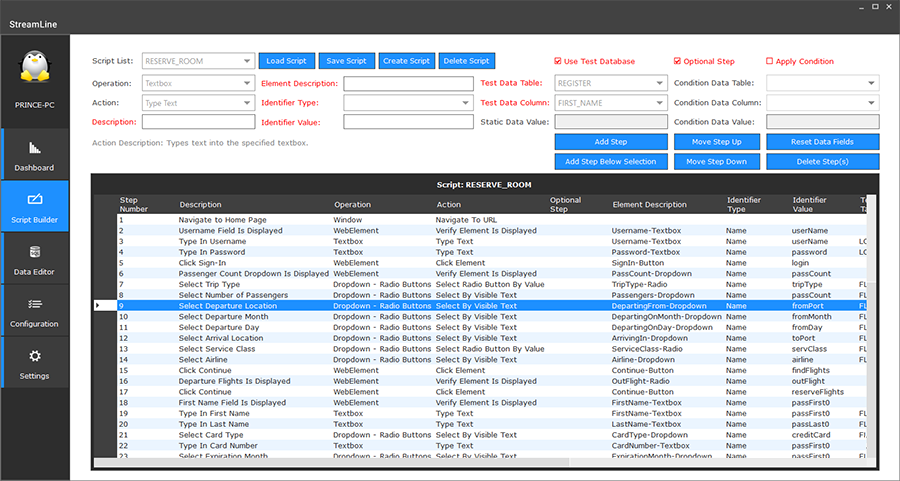 StreamLine
PRINCE-PC
Dashboard
Script Builder
Data Editor
Configuration
Settings
Script List: RESERVE_ROOM Load Script Save Script Create Script Delete Script Use Test Database Optional Step Apply Condition
Operation: Textbox Element Description: Test Data Table: REGISTER Condition Data Table:
Action: Type Text Identifier Type: Test Data Column: FIRST_NAME Condition Data Column:
Description: Identifier Value: Static Data Value: Condition Data Value:
Action Description: Types text into the specified textbox. Add Step Move Step Up Reset Data Fields
Add Step Below Selection Move Step Down Delete Step(s)
Script: RESERVE_ROOM
Step Number Description Operation Action Optional Step Element Description Identifier Type Identifier Value
1 Navigate to Home Page Window Navigate To URL
2 Username Field Is Displayed WebElement Verify Element Is Displayed Username-Textbox Name userName
3 Type In Username Textbox Type Text Username-Textbox Name userName LO
4 Type In Password Textbox Type Text Password-Textbox Name password LO
5 Click Sign-In WebElement Click Element SignIn-Button Name login
6 Passenger Count Dropdown Is Displayed WebElement Verify Element Is Displayed PassCount-Dropdown Name passCount
7 Select Trip Type Dropdown - Radio Buttons Select Radio Button By Value TripType-Radio Name tripType FL
8 Select Number of Passengers Dropdown - Radio Buttons Select By Visible Text Passengers-Dropdown Name passCount FL
9 Select Departure Location Dropdown - Radio Buttons Select By Visible Text DepartingFrom-Dropdown Name fromPort FL
10 Select Departure Month Dropdown - Radio Buttons Select By Visible Text DepartingOnMonth-Dropdown Name fromMonth FL
11 Select Departure Day Dropdown - Radio Buttons Select By Visible Text DepartingOnDay-Dropdown Name fromDay FL
12 Select Arrival Location Dropdown - Radio Buttons Select By Visible Text ArrivingIn-Dropdown Name toPort FL
13 Select Service Class Dropdown - Radio Buttons Select Radio Button By Value ServiceClass-Radio Name servClass FL
14 Select Airline Dropdown - Radio Buttons Select By Visible Text Airline-Dropdown Name airline FL
15 Click Continue WebElement Click Element Continue-Button Name findFlights
16 Departure Flights Is Displayed WebElement Verify Element Is Displayed OutFlight-Radio Name outFlight
17 Click Continue WebElement Click Element Continue-Button Name reserveFlights
18 First Name Field Is Displayed WebElement Verify Element Is Displayed FirstName-Textbox Name passFirst0
19 Type In First Name Textbox Type Text FirstName-Textbox Name passFirst0 FL
20 Type In Last Name Textbox Type Text LastName-Textbox Name passLast0 FL
21 Select Card Type Dropdown - Radio Buttons Select By Visible Text CardType-Dropdown Name creditCard FL
22 Type In Card Number Textbox Type Text CardNumber-Textbox Name passFirst0
23 Select Expiration Month Dropdown - Radio Buttons Select By Visible Text ExpirationMonth-Dropdown Name passFirst0 FL